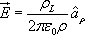 E⃗ = ρ_L / (2πε₀ρ) â_ρ